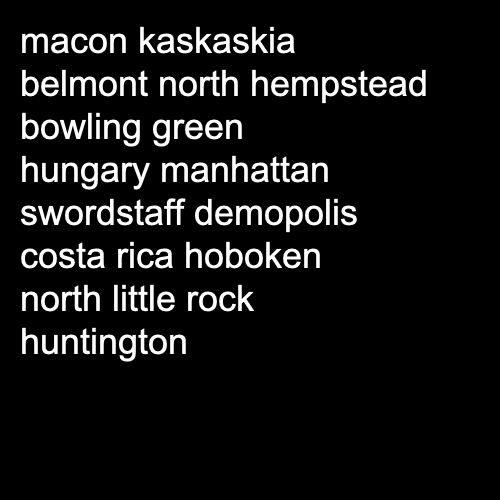 macon kaskaskia
belmont north hempstead
bowling green
hungary manhattan
swordstaff demopolis
costa rica hoboken
north little rock
huntington